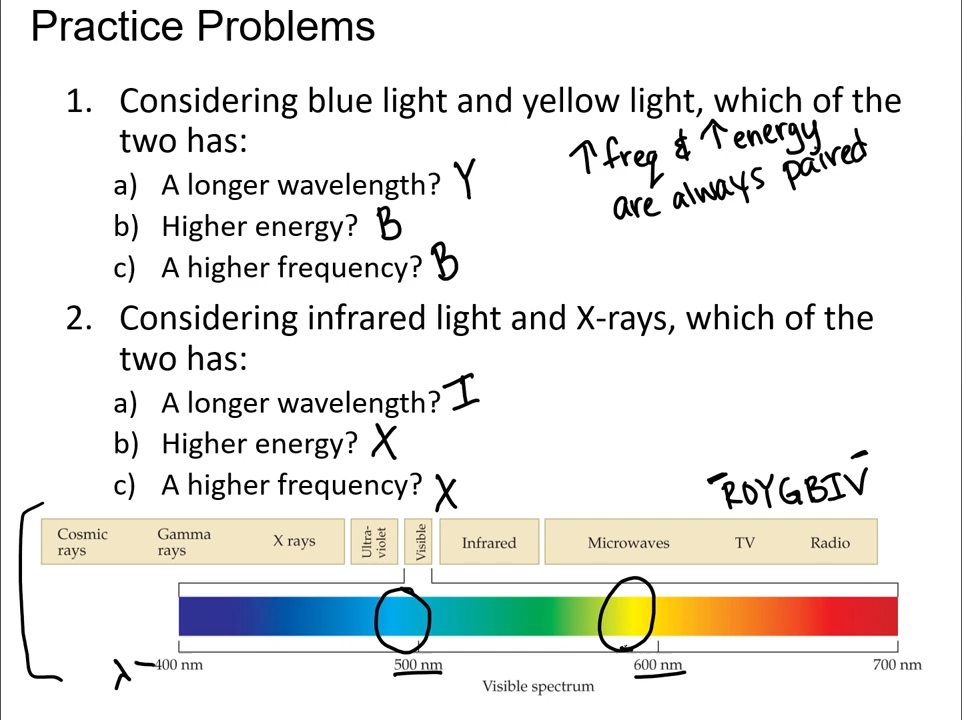 Practice Problems
1. Considering blue light and yellow light, which of the
two has:
↑ freq & ↑ energy
are always paired
a) A longer wavelength? Y
b) Higher energy? B
c) A higher frequency? B
2. Considering infrared light and X-rays, which of the
two has:
a) A longer wavelength? I
b) Higher energy? X
c) A higher frequency? X
ROYGBIV
Cosmic
rays
Gamma
rays
X rays
Ultra-
violet
Visible
Infrared
Microwaves
TV
Radio
λ
400 nm
500 nm
600 nm
700 nm
Visible spectrum